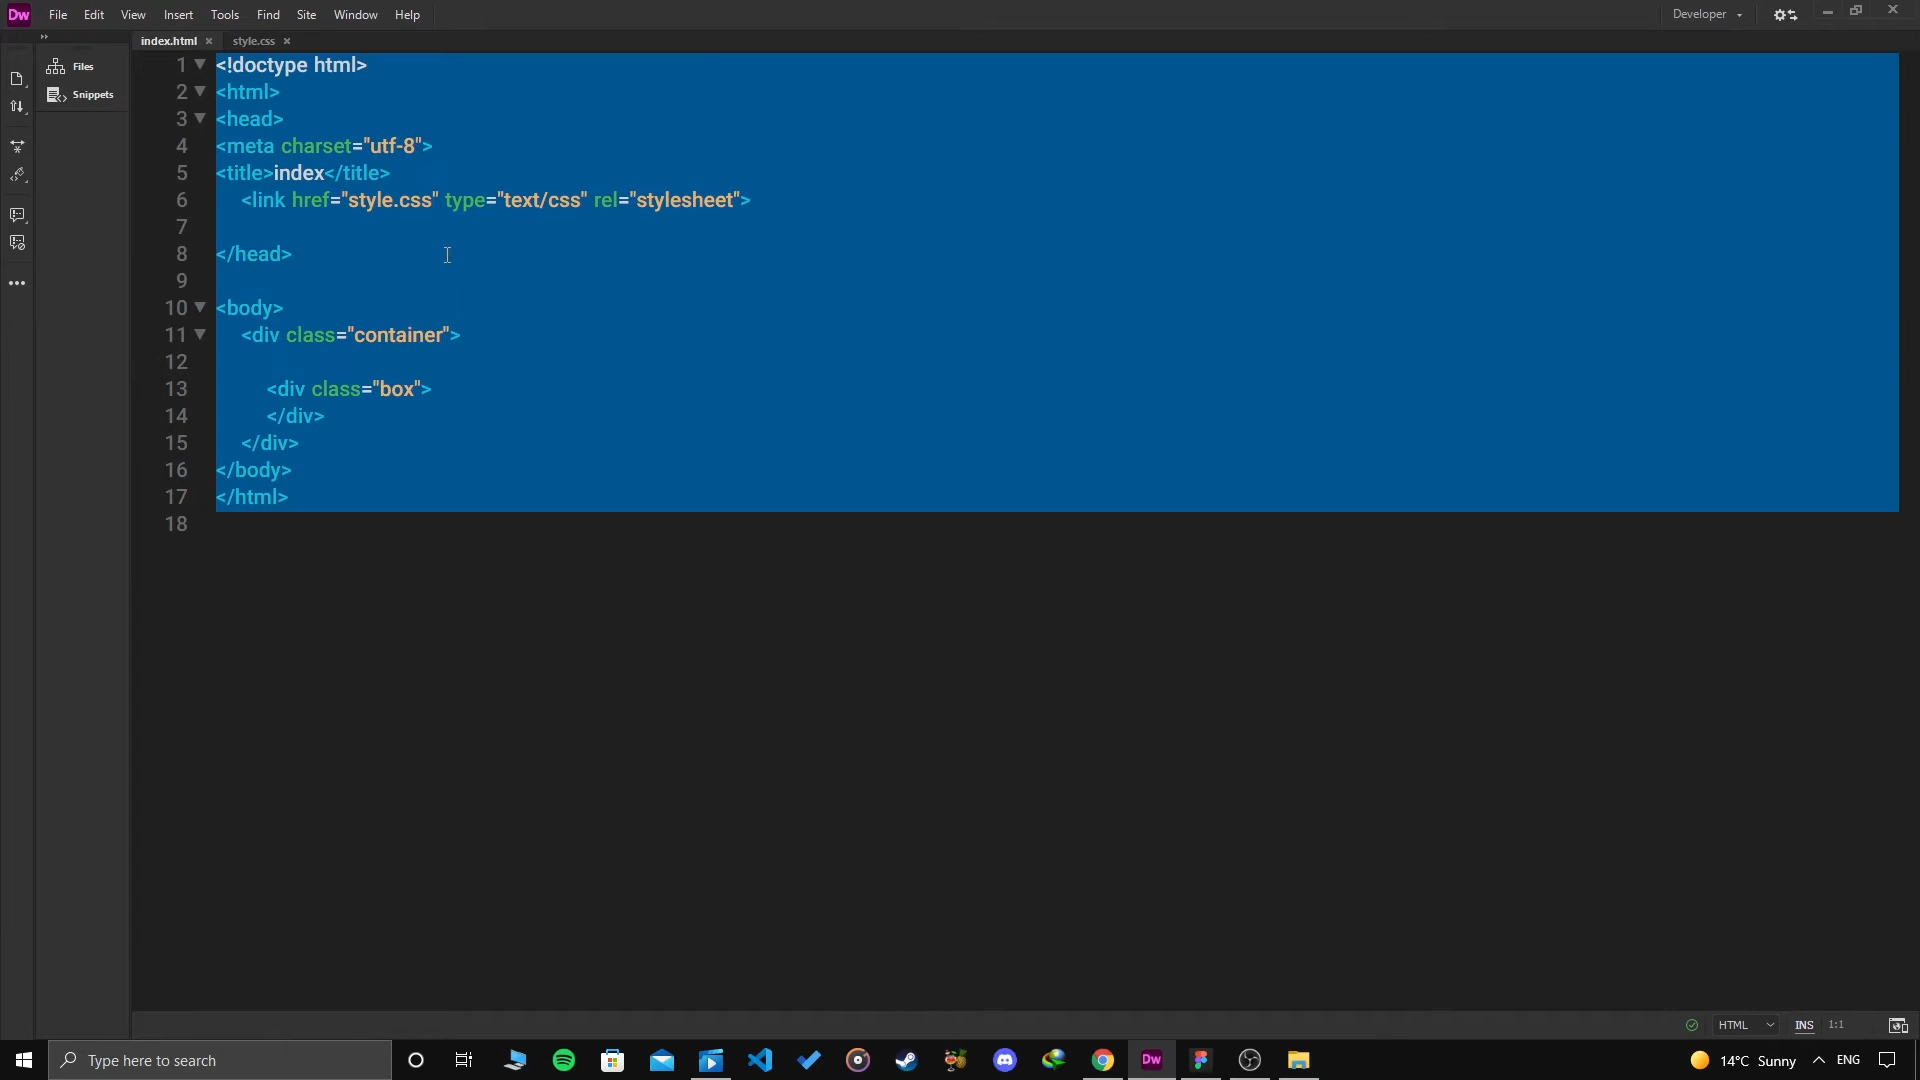 Dw File Edit View Insert Tools Find Site Window Help Developer
index.html × style.css ×
Files
Snippets
1 <!doctype html>
2 <html>
3 <head>
4 <meta charset="utf-8">
5 <title>index</title>
6 <link href="style.css" type="text/css" rel="stylesheet">
7
8 </head>
9
10 <body>
11 <div class="container">
12
13 <div class="box">
14 </div>
15 </div>
16 </body>
17 </html>
18
HTML INS 1:1
Type here to search Dw 14°C Sunny ENG